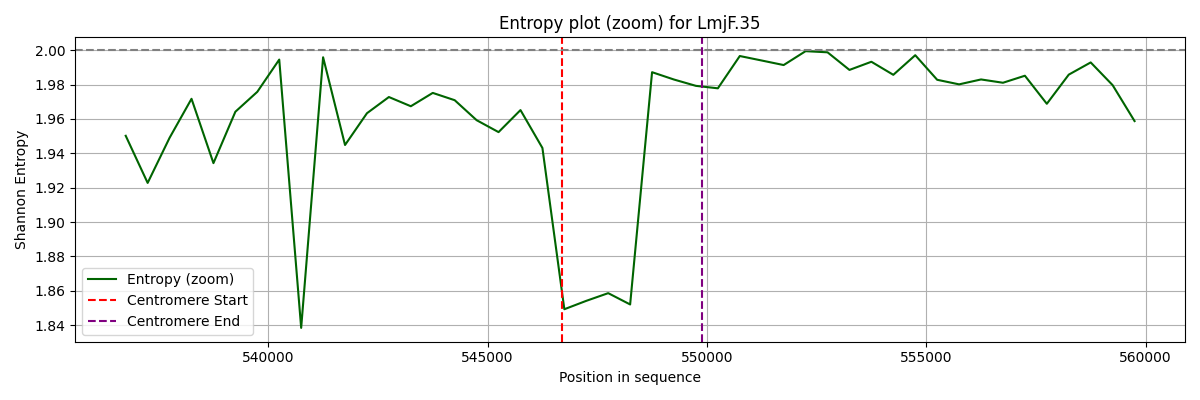 Entropy plot (zoom) for LmjF.35
Shannon Entropy
2.00
1.98
1.96
1.94
1.92
1.90
1.88
1.86
1.84
Entropy (zoom)
Centromere Start
Centromere End
540000 545000 550000 555000 560000
Position in sequence